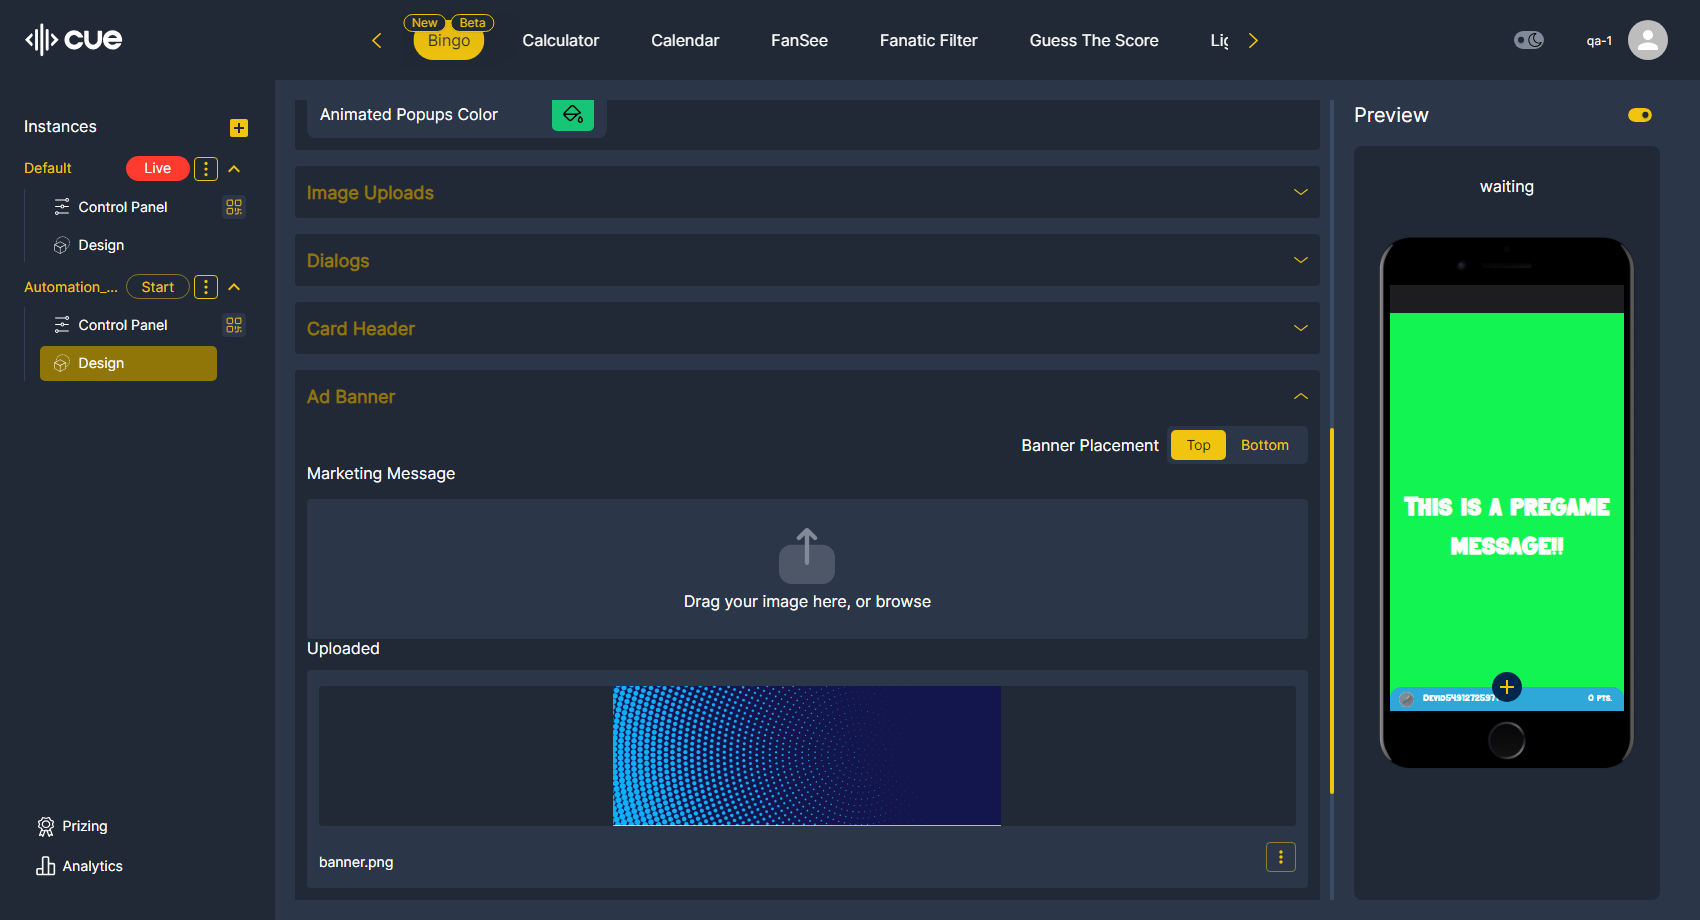 cue
New
Beta
Bingo
Calculator
Calendar
FanSee
Fanatic Filter
Guess The Score
qa-1
Instances
Default
Live
Control Panel
Design
Automation_...
Start
Control Panel
Design
Prizing
Analytics
Animated Popups Color
Image Uploads
Dialogs
Card Header
Ad Banner
Banner Placement
Top
Bottom
Marketing Message
Drag your image here, or browse
Uploaded
banner.png
Preview
waiting
This is a pregame
message!!
0 pts.